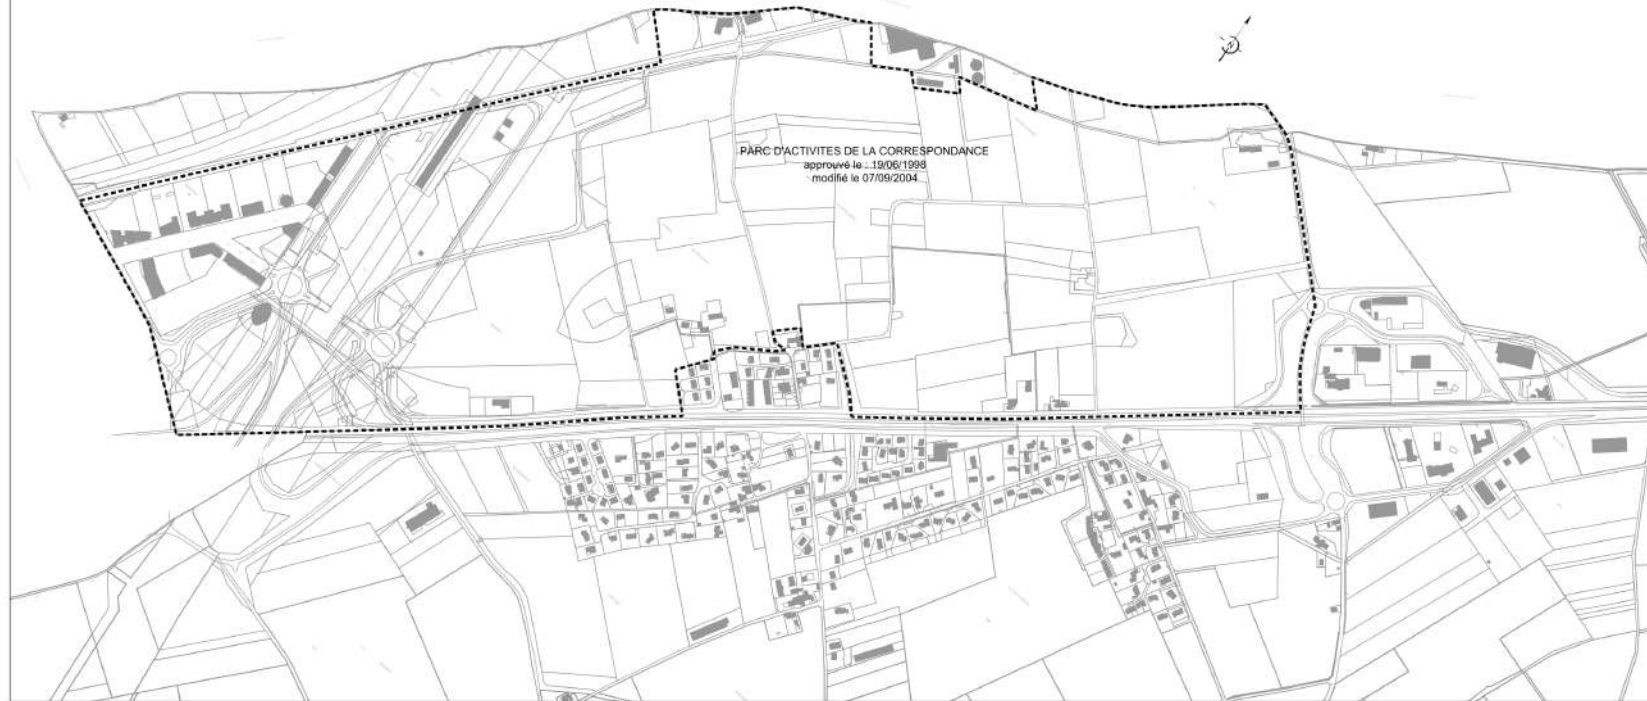 PARC D'ACTIVITES DE LA CORRESPONDANCE
approuvé le : 19/06/1998
modifié le 07/09/2004